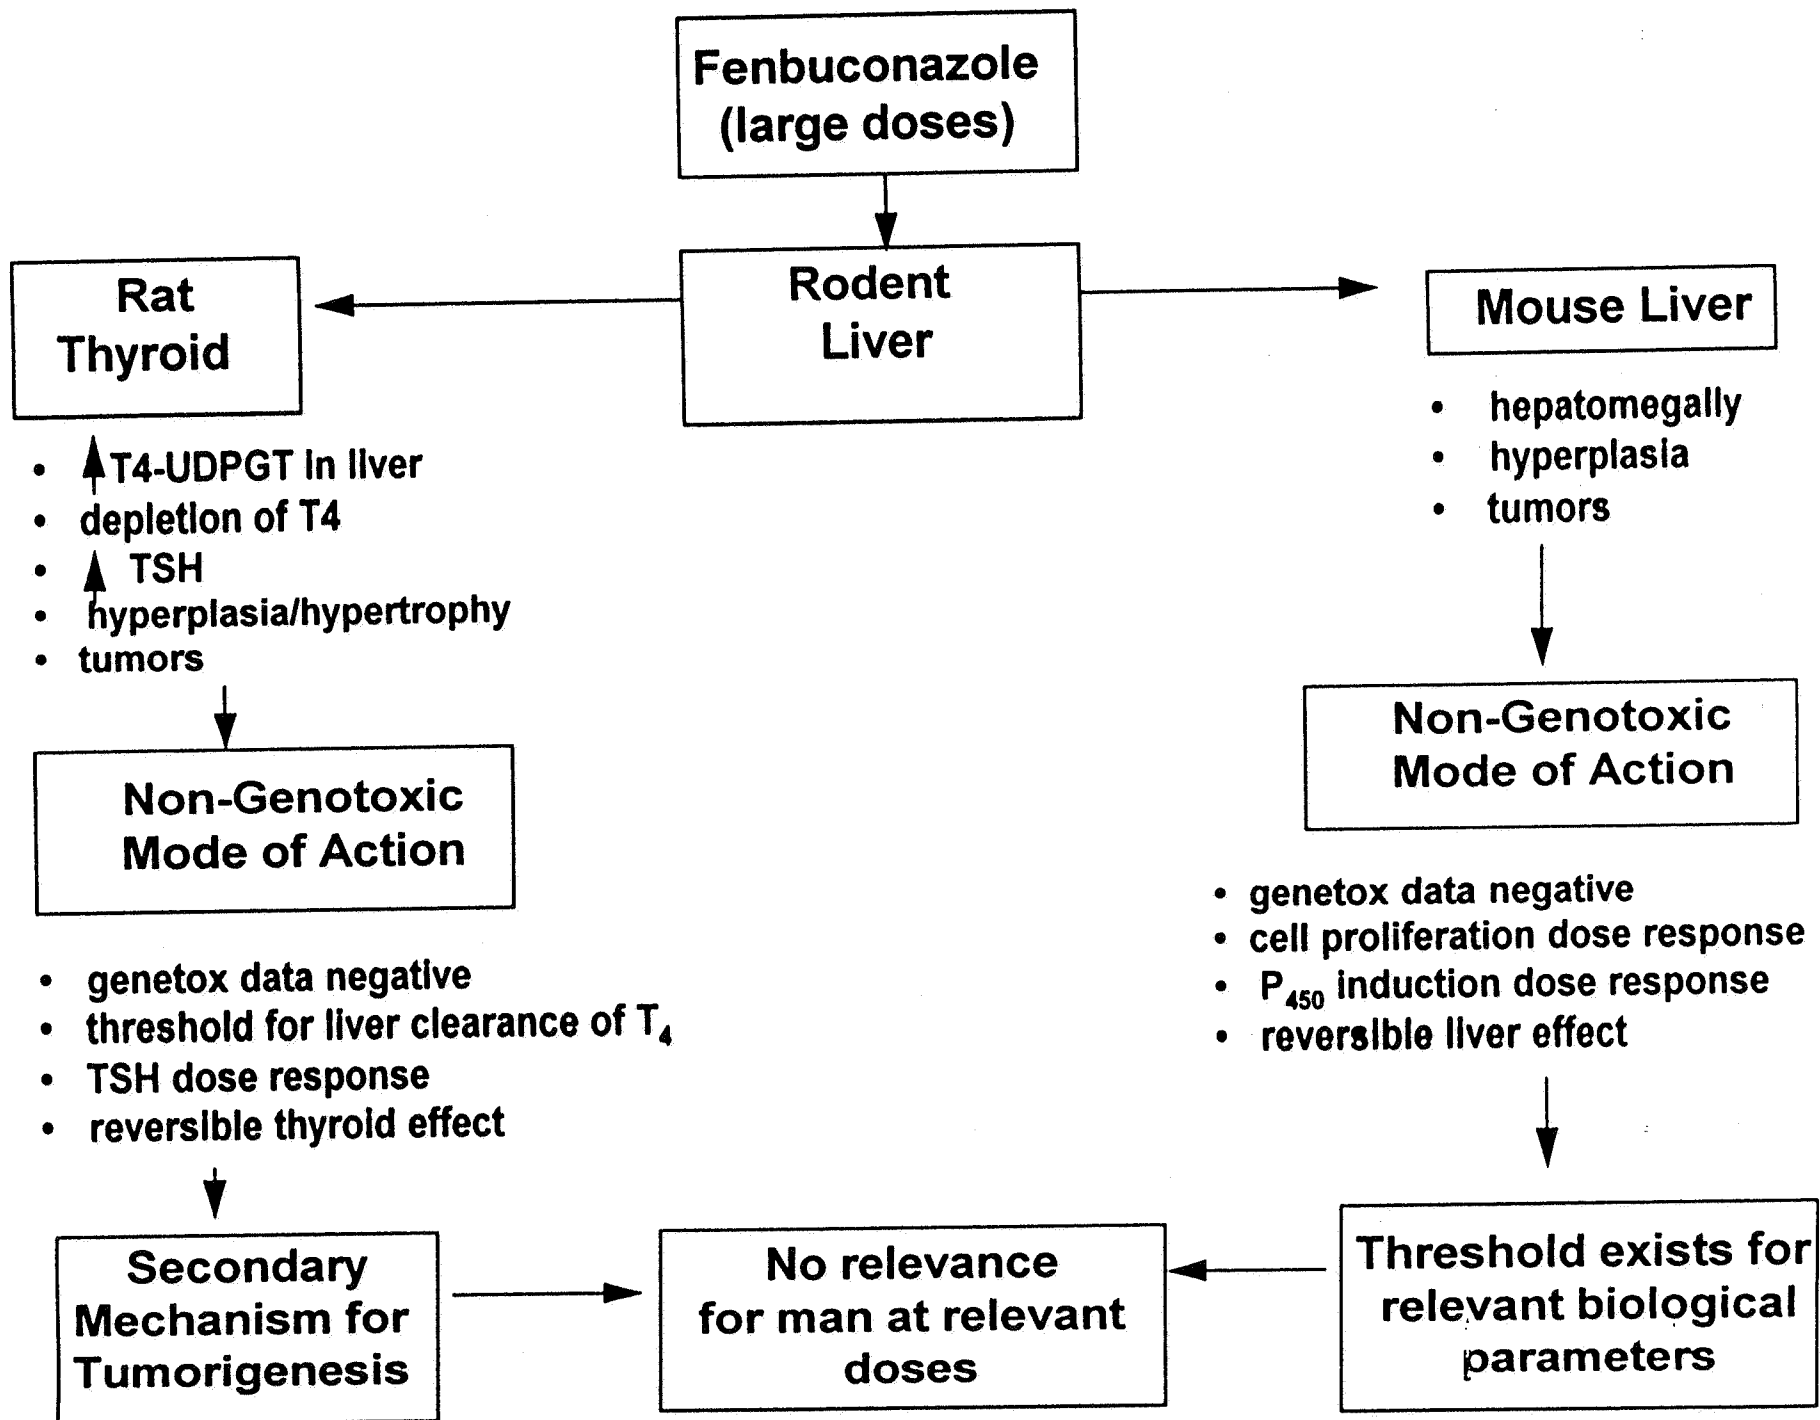 Fenbuconazole
(large doses)
Rodent
Liver
Rat
Thyroid
• T4-UDPGT in liver
• depletion of T4
• TSH
• hyperplasia/hypertrophy
• tumors
Non-Genotoxic
Mode of Action
• genetox data negative
• threshold for liver clearance of T₄
• TSH dose response
• reversible thyroid effect
Secondary
Mechanism for
Tumorigenesis
Mouse Liver
• hepatomegally
• hyperplasia
• tumors
Non-Genotoxic
Mode of Action
• genetox data negative
• cell proliferation dose response
• P₄₅₀ induction dose response
• reversible liver effect
Threshold exists for
relevant biological
parameters
No relevance
for man at relevant
doses